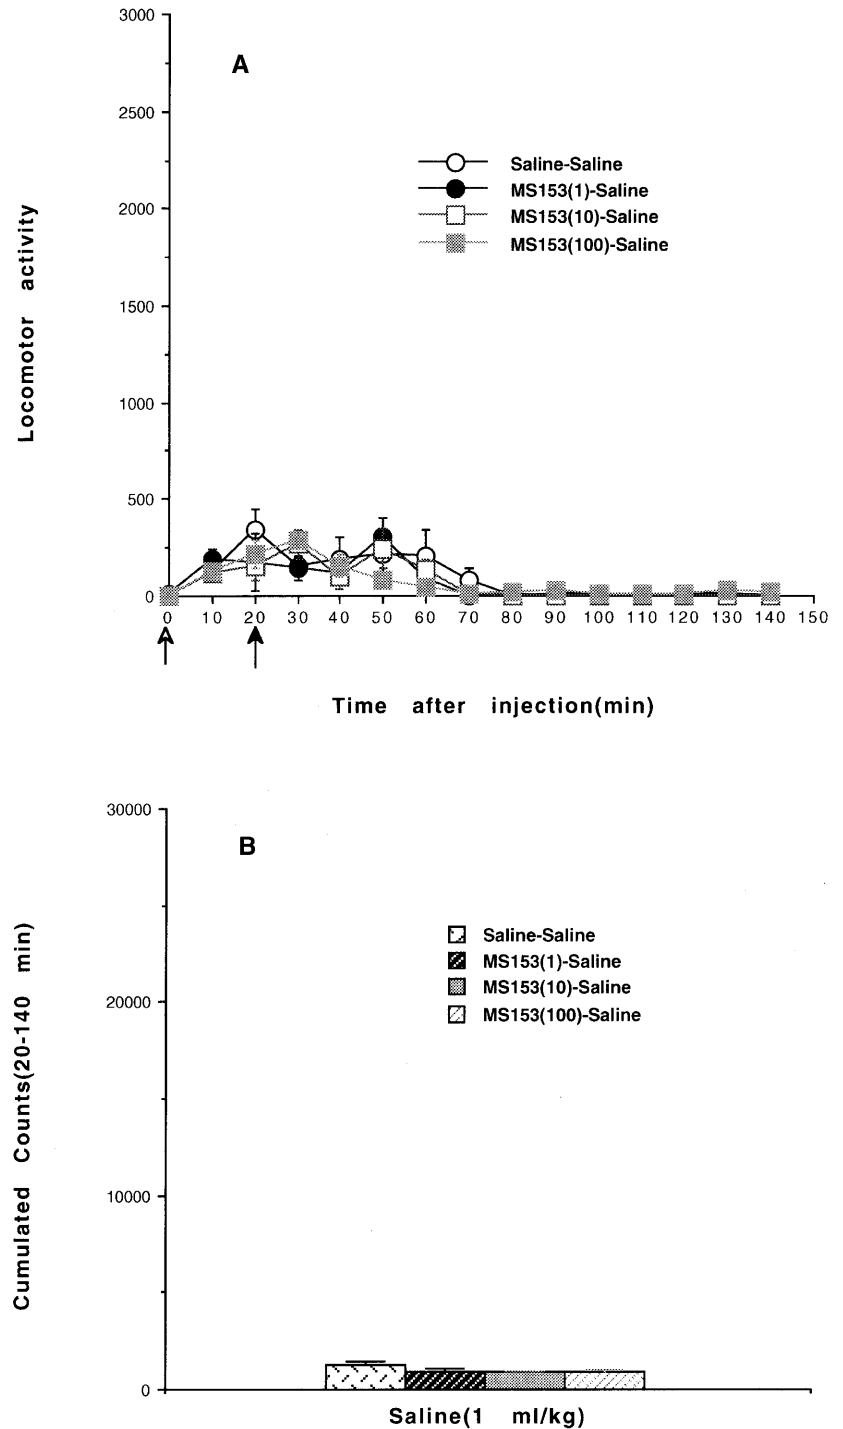 3000
A
2500
Saline-Saline
MS153(1)-Saline
MS153(10)-Saline
MS153(100)-Saline
2000
1500
1000
500
0
Locomotor activity
0 10 20 30 40 50 60 70 80 90 100 110 120 130 140 150
Time after injection(min)
30000
B
Saline-Saline
MS153(1)-Saline
MS153(10)-Saline
MS153(100)-Saline
20000
10000
0
Cumulated Counts(20-140 min)
Saline(1 ml/kg)